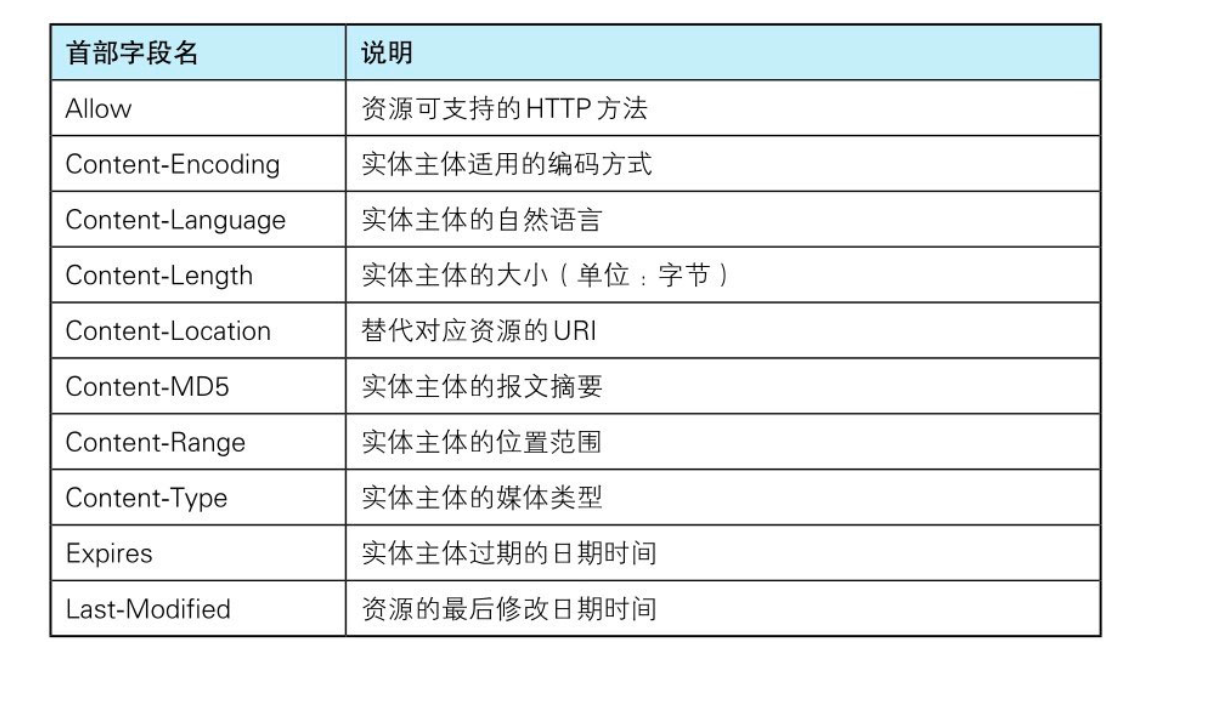 首部字段名 说明
Allow 资源可支持的HTTP方法
Content-Encoding 实体主体适用的编码方式
Content-Language 实体主体的自然语言
Content-Length 实体主体的大小（单位：字节）
Content-Location 替代对应资源的URI
Content-MD5 实体主体的报文摘要
Content-Range 实体主体的位置范围
Content-Type 实体主体的媒体类型
Expires 实体主体过期的日期时间
Last-Modified 资源的最后修改日期时间